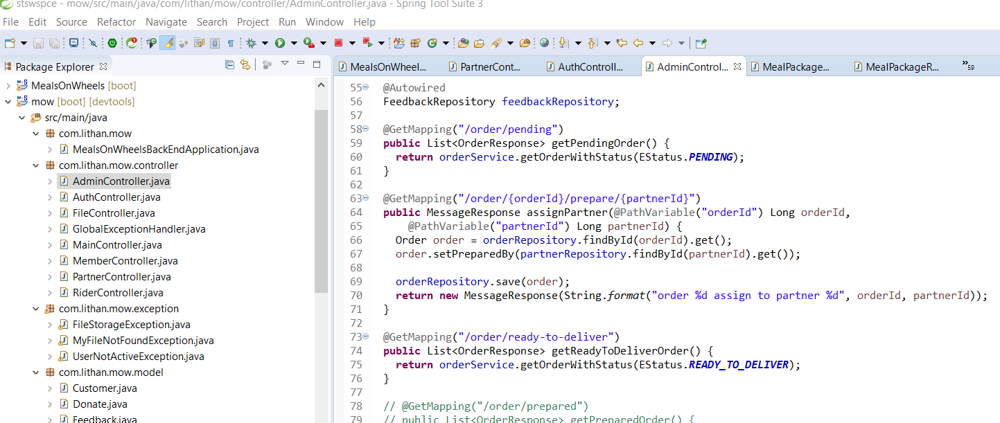 stswspce - mow/src/main/java/com/lithan/mow/controller/AdminController.java - Spring Tool Suite 3
File Edit Source Refactor Navigate Search Project Run Window Help
Package Explorer
MealsOnWheels [boot]
mow [boot] [devtools]
src/main/java
com.lithan.mow
MealsOnWheelsBackEndApplication.java
com.lithan.mow.controller
AdminController.java
AuthController.java
FileController.java
GlobalExceptionHandler.java
MainController.java
MemberController.java
PartnerController.java
RiderController.java
com.lithan.mow.exception
FileStorageException.java
MyFileNotFoundException.java
UserNotActiveException.java
com.lithan.mow.model
Customer.java
Donate.java
Feedback.java
MealsOnWheel... PartnerCont... AuthControll... AdminControl... MealPackage... MealPackageR... »59
55 @Autowired
56 FeedbackRepository feedbackRepository;
57
58 @GetMapping("/order/pending")
59 public List<OrderResponse> getPendingOrder() {
60 return orderService.getOrderWithStatus(EStatus.PENDING);
61 }
62
63 @GetMapping("/order/{orderId}/prepare/{partnerId}")
64 public MessageResponse assignPartner(@PathVariable("orderId") Long orderId,
65 @PathVariable("partnerId") Long partnerId) {
66 Order order = orderRepository.findById(orderId).get();
67 order.setPreparedBy(partnerRepository.findById(partnerId).get());
68
69 orderRepository.save(order);
70 return new MessageResponse(String.format("order %d assign to partner %d", orderId, partnerId));
71 }
72
73 @GetMapping("/order/ready-to-deliver")
74 public List<OrderResponse> getReadyToDeliverOrder() {
75 return orderService.getOrderWithStatus(EStatus.READY_TO_DELIVER);
76 }
77
78 // @GetMapping("/order/prepared")
79 // public List<OrderResponse> getPreparedOrder() {